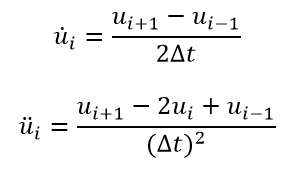 u̇ᵢ = (uᵢ₊₁ − uᵢ₋₁) / (2Δt)
üᵢ = (uᵢ₊₁ − 2uᵢ + uᵢ₋₁) / (Δt)²